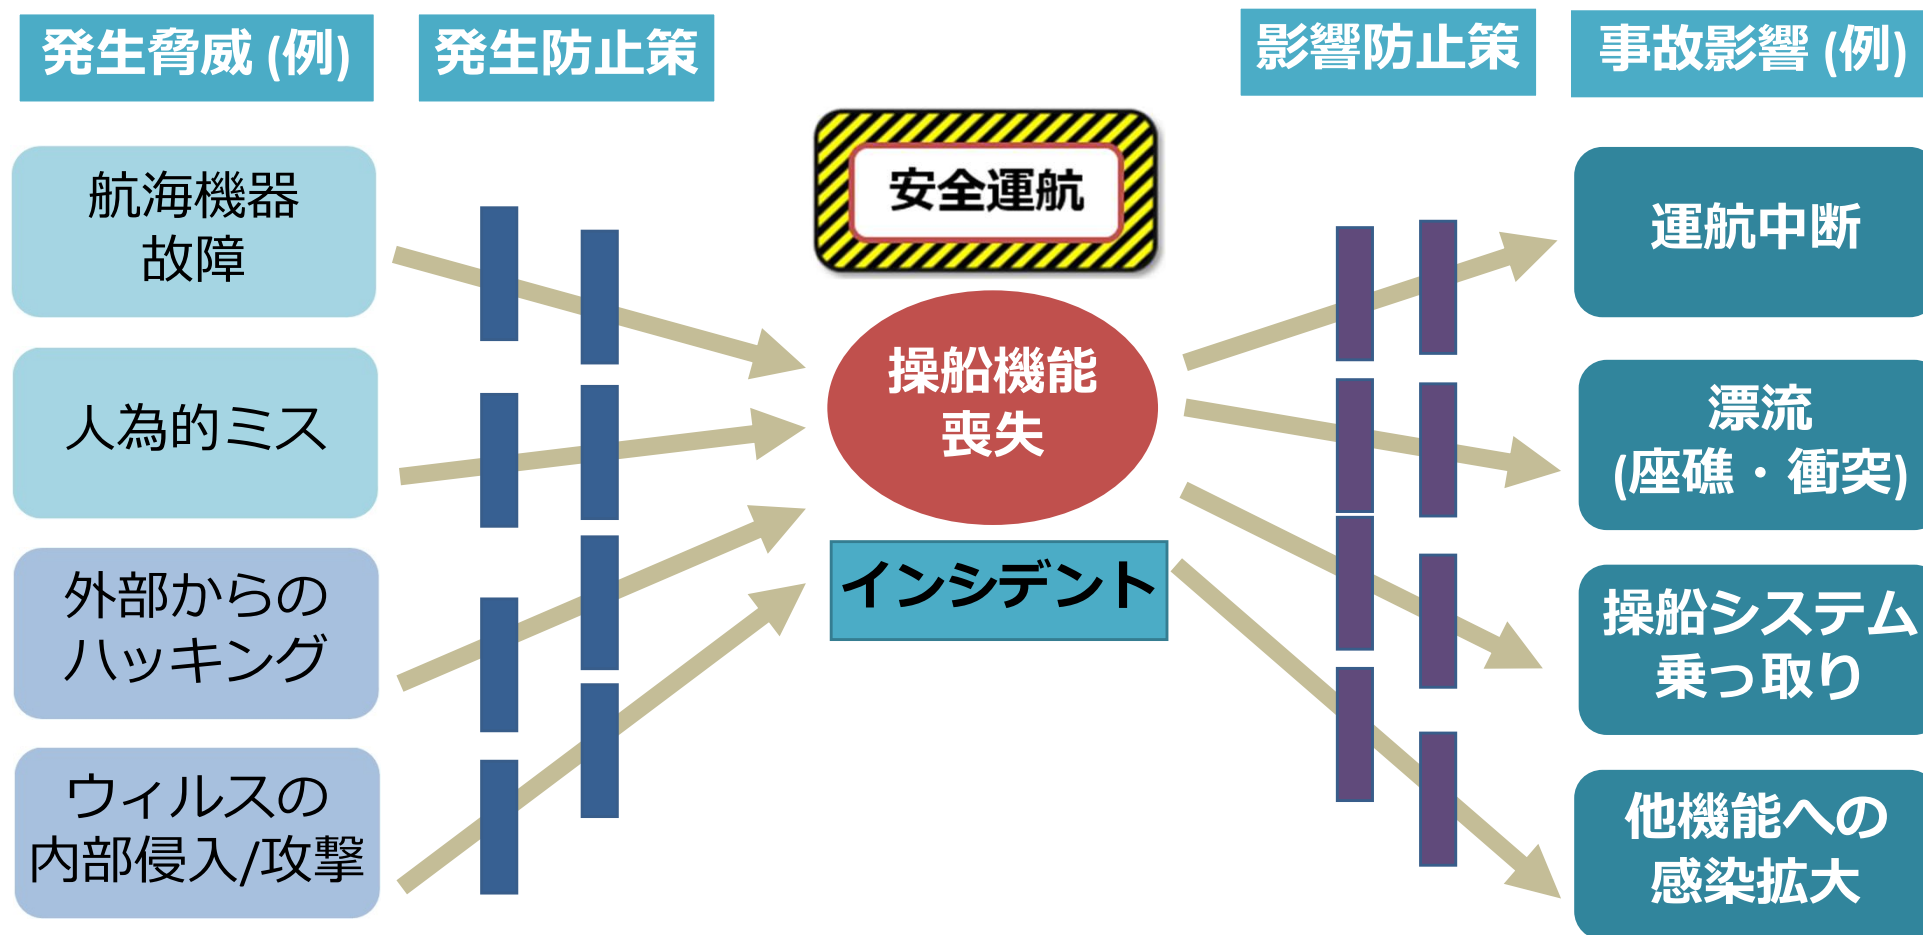 発生脅威 (例)
発生防止策
影響防止策
事故影響 (例)
航海機器
故障
人為的ミス
外部からの
ハッキング
ウィルスの
内部侵入/攻撃
安全運航
操船機能
喪失
インシデント
運航中断
漂流
(座礁・衝突)
操船システム
乗っ取り
他機能への
感染拡大